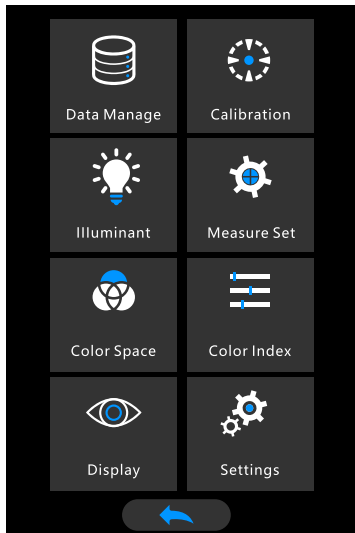 Data Manage
Calibration
Illuminant
Measure Set
Color Space
Color Index
Display
Settings